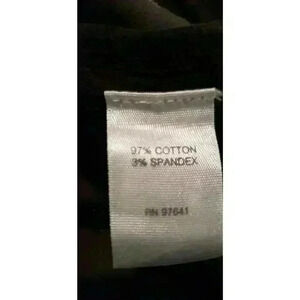 97% COTTON
3% SPANDEX
RN 97641